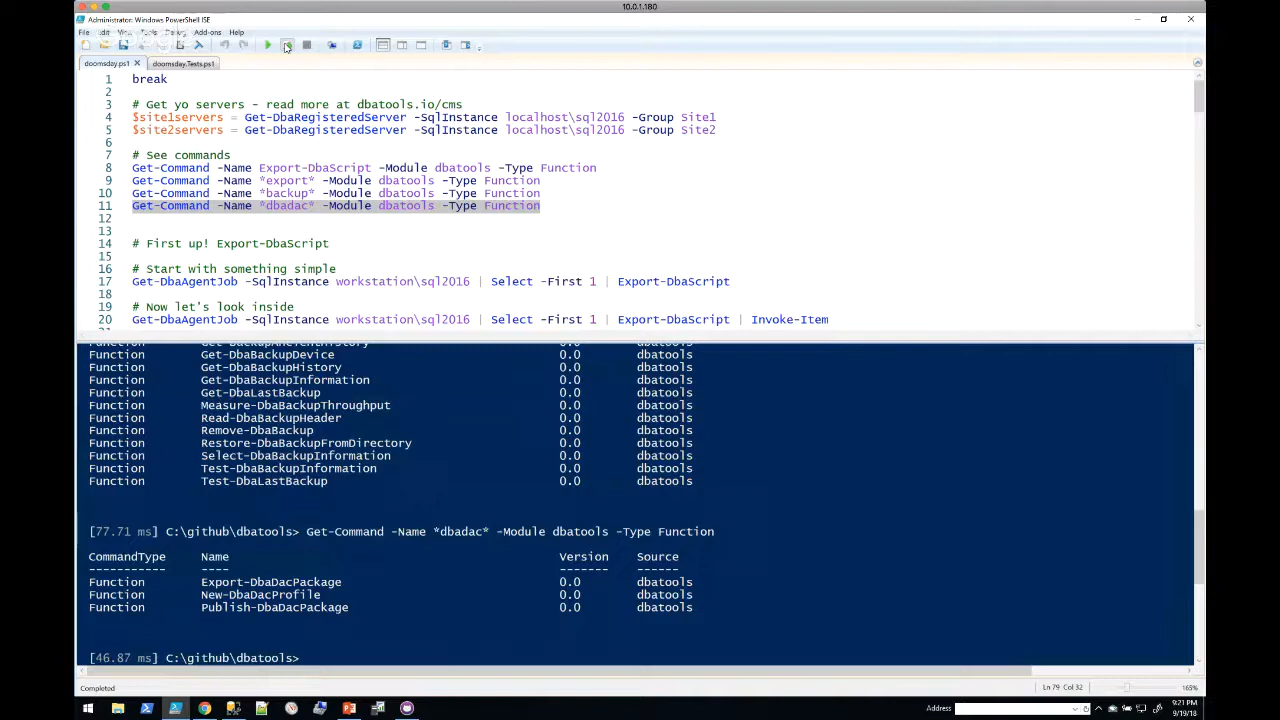 10.0.1.180
Administrator: Windows PowerShell ISE
File Edit View Tools Debug Add-ons Help
doomsday.ps1 doomsday.Tests.ps1
1 break
2
3 # Get yo servers - read more at dbatools.io/cms
4 $site1servers = Get-DbaRegisteredServer -SqlInstance localhost\sql2016 -Group Site1
5 $site2servers = Get-DbaRegisteredServer -SqlInstance localhost\sql2016 -Group Site2
6
7 # See commands
8 Get-Command -Name Export-DbaScript -Module dbatools -Type Function
9 Get-Command -Name *export* -Module dbatools -Type Function
10 Get-Command -Name *backup* -Module dbatools -Type Function
11 Get-Command -Name *dbadac* -Module dbatools -Type Function
12
13
14 # First up! Export-DbaScript
15
16 # Start with something simple
17 Get-DbaAgentJob -SqlInstance workstation\sql2016 | Select -First 1 | Export-DbaScript
18
19 # Now let's look inside
20 Get-DbaAgentJob -SqlInstance workstation\sql2016 | Select -First 1 | Export-DbaScript | Invoke-Item
Function Get-DbaBackupDevice 0.0 dbatools
Function Get-DbaBackupHistory 0.0 dbatools
Function Get-DbaBackupInformation 0.0 dbatools
Function Get-DbaLastBackup 0.0 dbatools
Function Measure-DbaBackupThroughput 0.0 dbatools
Function Read-DbaBackupHeader 0.0 dbatools
Function Remove-DbaBackup 0.0 dbatools
Function Restore-DbaBackupFromDirectory 0.0 dbatools
Function Select-DbaBackupInformation 0.0 dbatools
Function Test-DbaBackupInformation 0.0 dbatools
Function Test-DbaLastBackup 0.0 dbatools
[77.71 ms] C:\github\dbatools> Get-Command -Name *dbadac* -Module dbatools -Type Function
CommandType Name Version Source
----------- ---- ------- ------
Function Export-DbaDacPackage 0.0 dbatools
Function New-DbaDacProfile 0.0 dbatools
Function Publish-DbaDacPackage 0.0 dbatools
[46.87 ms] C:\github\dbatools>
Completed Ln 79 Col 32 165%
Address 9:21 PM
9/19/18